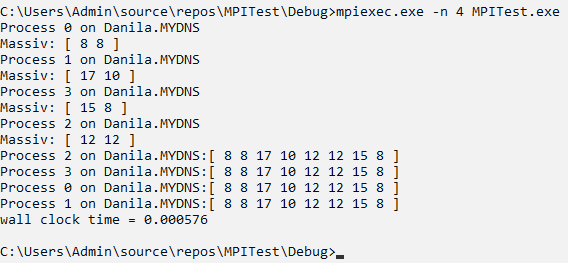 C:\Users\Admin\source\repos\MPITest\Debug>mpiexec.exe -n 4 MPITest.exe
Process 0 on Danila.MYDNS
Massiv: [ 8 8 ]
Process 1 on Danila.MYDNS
Massiv: [ 17 10 ]
Process 3 on Danila.MYDNS
Massiv: [ 15 8 ]
Process 2 on Danila.MYDNS
Massiv: [ 12 12 ]
Process 2 on Danila.MYDNS:[ 8 8 17 10 12 12 15 8 ]
Process 3 on Danila.MYDNS:[ 8 8 17 10 12 12 15 8 ]
Process 0 on Danila.MYDNS:[ 8 8 17 10 12 12 15 8 ]
Process 1 on Danila.MYDNS:[ 8 8 17 10 12 12 15 8 ]
wall clock time = 0.000576
C:\Users\Admin\source\repos\MPITest\Debug>